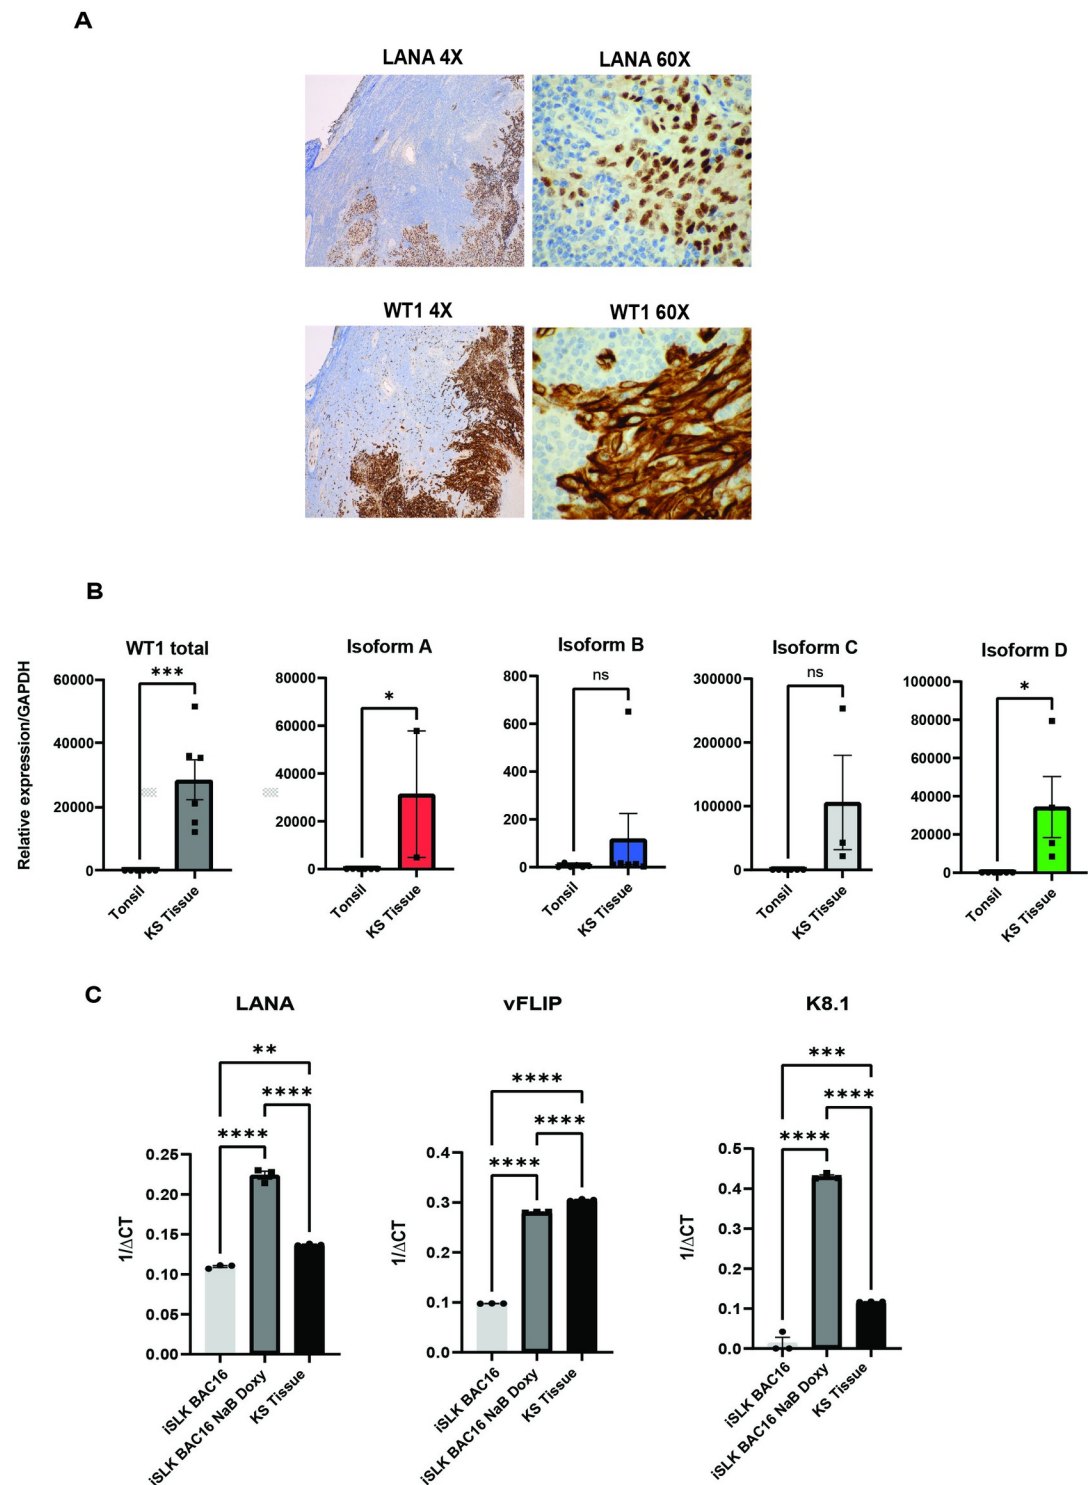 A
LANA 4X
LANA 60X
WT1 4X
WT1 60X
B
Relative expression/GAPDH
WT1 total
***
60000
40000
20000
0
Tonsil
KS Tissue
Isoform A
*
80000
60000
40000
20000
0
Tonsil
KS Tissue
Isoform B
ns
800
600
400
200
0
Tonsil
KS Tissue
Isoform C
ns
300000
200000
100000
0
Tonsil
KS Tissue
Isoform D
*
100000
80000
60000
40000
20000
0
Tonsil
KS Tissue
C
LANA
**
****
****
1/ΔCT
0.25
0.20
0.15
0.10
0.05
0.00
iSLK BAC16
iSLK BAC16 NaB Doxy
KS Tissue
vFLIP
****
****
****
1/ΔCT
0.4
0.3
0.2
0.1
0.0
iSLK BAC16
iSLK BAC16 NaB Doxy
KS Tissue
K8.1
***
****
****
1/ΔCT
0.5
0.4
0.3
0.2
0.1
0.0
iSLK BAC16
iSLK BAC16 NaB Doxy
KS Tissue